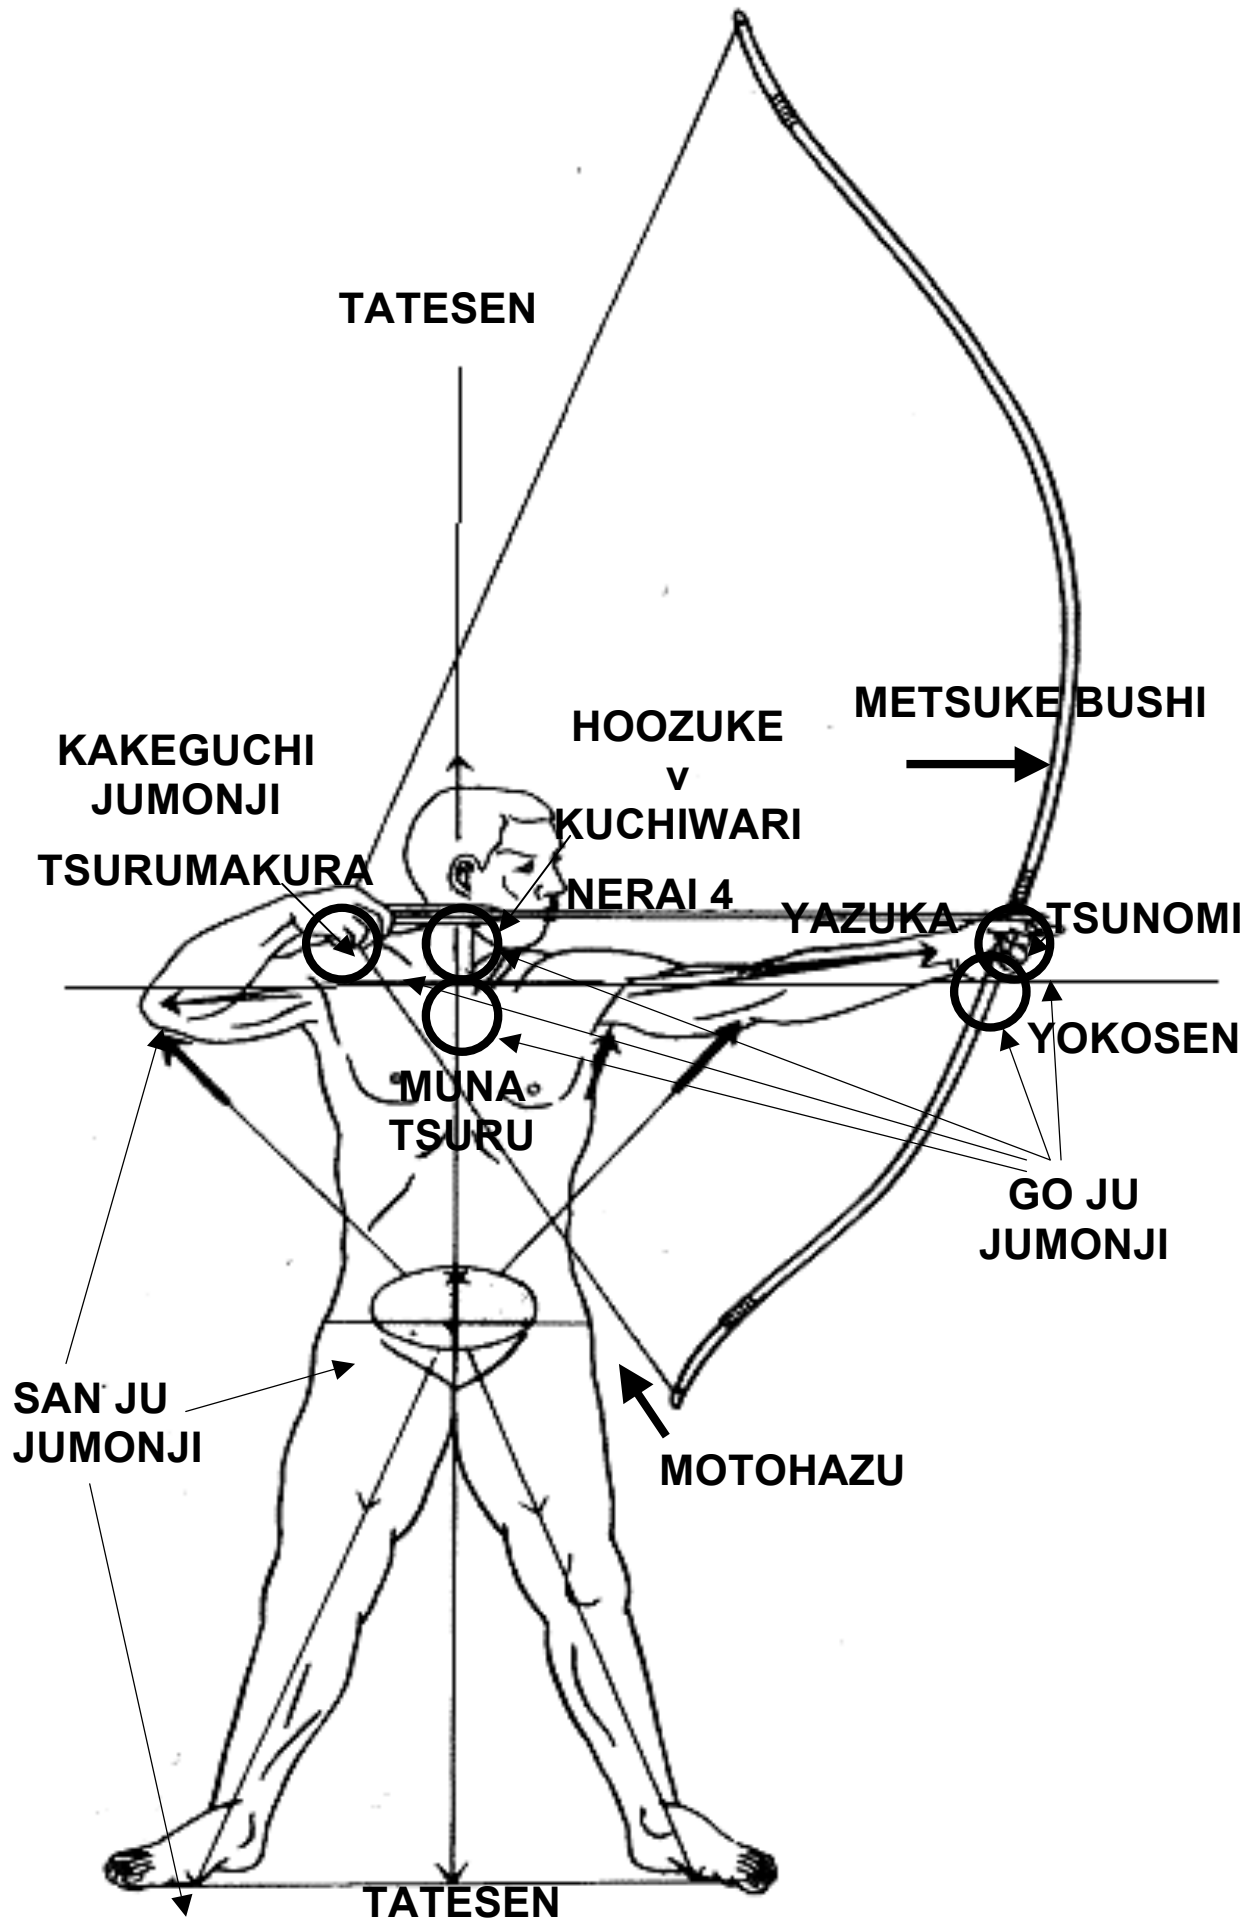 TATESEN
METSUKE BUSHI
HOOZUKE
v
KUCHIWARI
KAKEGUCHI
JUMONJI
TSURUMAKURA
NERAI 4
YAZUKA
TSUNOMI
YOKOSEN
MUNA
TSURU
GO JU
JUMONJI
SAN JU
JUMONJI
MOTOHAZU
TATESEN